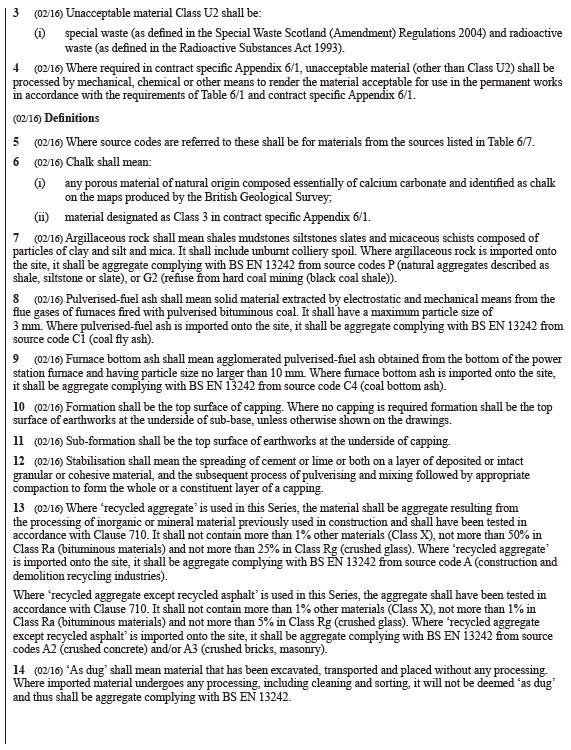 3 (02/16) Unacceptable material Class U2 shall be:
(i) special waste (as defined in the Special Waste Scotland (Amendment) Regulations 2004) and radioactive
waste (as defined in the Radioactive Substances Act 1993).
4 (02/16) Where required in contract specific Appendix 6/1, unacceptable material (other than Class U2) shall be
processed by mechanical, chemical or other means to render the material acceptable for use in the permanent works
in accordance with the requirements of Table 6/1 and contract specific Appendix 6/1.
(02/16) Definitions
5 (02/16) Where source codes are referred to these shall be for materials from the sources listed in Table 6/7.
6 (02/16) Chalk shall mean:
(i) any porous material of natural origin composed essentially of calcium carbonate and identified as chalk
on the maps produced by the British Geological Survey;
(ii) material designated as Class 3 in contract specific Appendix 6/1.
7 (02/16) Argillaceous rock shall mean shales mudstones siltstones slates and micaceous schists composed of
particles of clay and silt and mica. It shall include unburnt colliery spoil. Where argillaceous rock is imported onto
the site, it shall be aggregate complying with BS EN 13242 from source codes P (natural aggregates described as
shale, siltstone or slate), or G2 (refuse from hard coal mining (black coal shale)).
8 (02/16) Pulverised-fuel ash shall mean solid material extracted by electrostatic and mechanical means from the
flue gases of furnaces fired with pulverised bituminous coal. It shall have a maximum particle size of
3 mm. Where pulverised-fuel ash is imported onto the site, it shall be aggregate complying with BS EN 13242 from
source code C1 (coal fly ash).
9 (02/16) Furnace bottom ash shall mean agglomerated pulverised-fuel ash obtained from the bottom of the power
station furnace and having particle size no larger than 10 mm. Where furnace bottom ash is imported onto the site,
it shall be aggregate complying with BS EN 13242 from source code C4 (coal bottom ash).
10 (02/16) Formation shall be the top surface of capping. Where no capping is required formation shall be the top
surface of earthworks at the underside of sub-base, unless otherwise shown on the drawings.
11 (02/16) Sub-formation shall be the top surface of earthworks at the underside of capping.
12 (02/16) Stabilisation shall mean the spreading of cement or lime or both on a layer of deposited or intact
granular or cohesive material, and the subsequent process of pulverising and mixing followed by appropriate
compaction to form the whole or a constituent layer of a capping.
13 (02/16) Where ‘recycled aggregate’ is used in this Series, the material shall be aggregate resulting from
the processing of inorganic or mineral material previously used in construction and shall have been tested in
accordance with Clause 710. It shall not contain more than 1% other materials (Class X), not more than 50% in
Class Ra (bituminous materials) and not more than 25% in Class Rg (crushed glass). Where ‘recycled aggregate’
is imported onto the site, it shall be aggregate complying with BS EN 13242 from source code A (construction and
demolition recycling industries).
Where ‘recycled aggregate except recycled asphalt’ is used in this Series, the aggregate shall have been tested in
accordance with Clause 710. It shall not contain more than 1% other materials (Class X), not more than 1% in
Class Ra (bituminous materials) and not more than 5% in Class Rg (crushed glass). Where ‘recycled aggregate
except recycled asphalt’ is imported onto the site, it shall be aggregate complying with BS EN 13242 from source
codes A2 (crushed concrete) and/or A3 (crushed bricks, masonry).
14 (02/16) ‘As dug’ shall mean material that has been excavated, transported and placed without any processing.
Where imported material undergoes any processing, including cleaning and sorting, it will not be deemed ‘as dug’
and thus shall be aggregate complying with BS EN 13242.